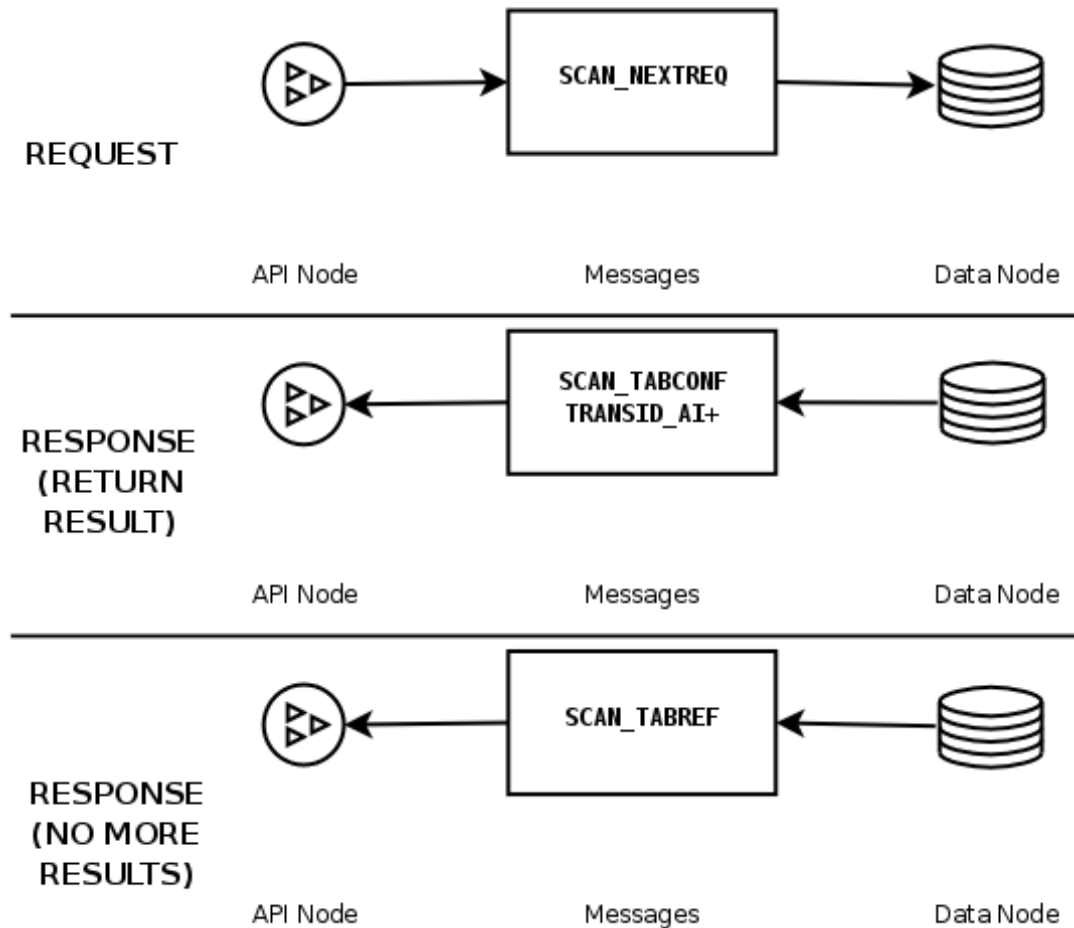 SCAN_NEXTREQ
REQUEST
API Node
Messages
Data Node
SCAN_TABCONF
TRANSID_AI+
RESPONSE
(RETURN
RESULT)
API Node
Messages
Data Node
SCAN_TABREF
RESPONSE
(NO MORE
RESULTS)
API Node
Messages
Data Node